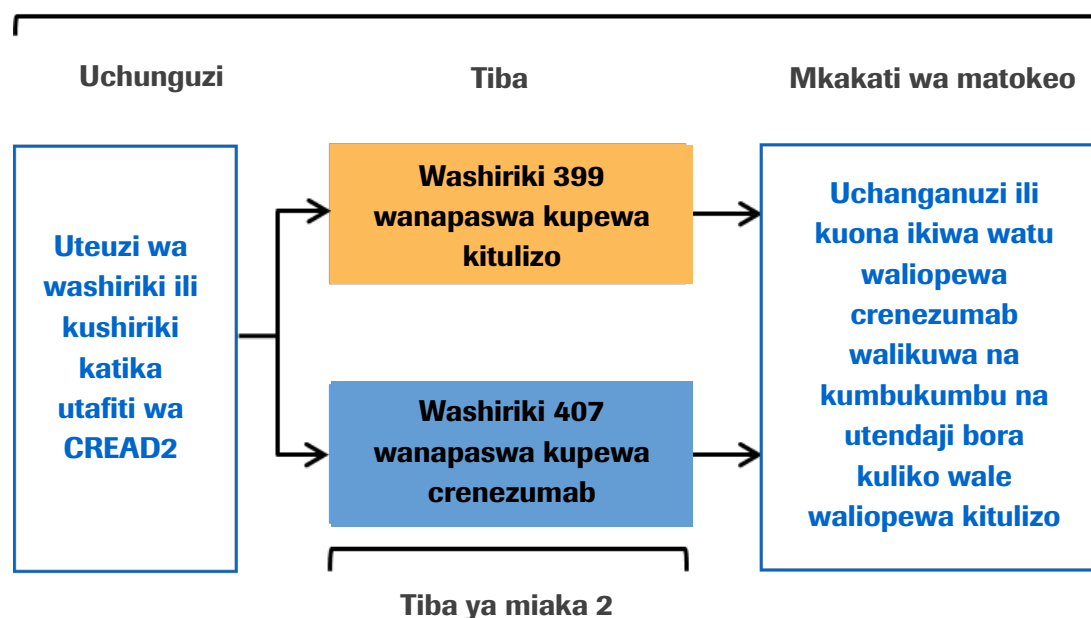 Uchunguzi
Tiba
Mkakati wa matokeo
Uteuzi wa
washiriki ili
kushiriki
katika
utafiti wa
CREAD2
Washiriki 399
wanapaswa kupewa
kitulizo
Washiriki 407
wanapaswa kupewa
crenezumab
Uchanganuzi ili
kuona ikiwa watu
waliopewa
crenezumab
walikuwa na
kumbukumbu na
utendaji bora
kuliko wale
waliopewa kitulizo
Tiba ya miaka 2